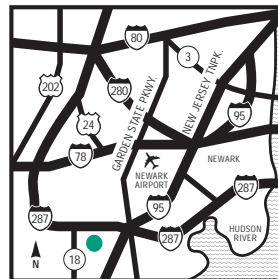 80
3
202
GARDEN STATE PKWY.
NEW JERSEY TNPK.
280
24
95
78
NEWARK
AIRPORT
NEWARK
287
95
287
287
HUDSON
RIVER
N
18